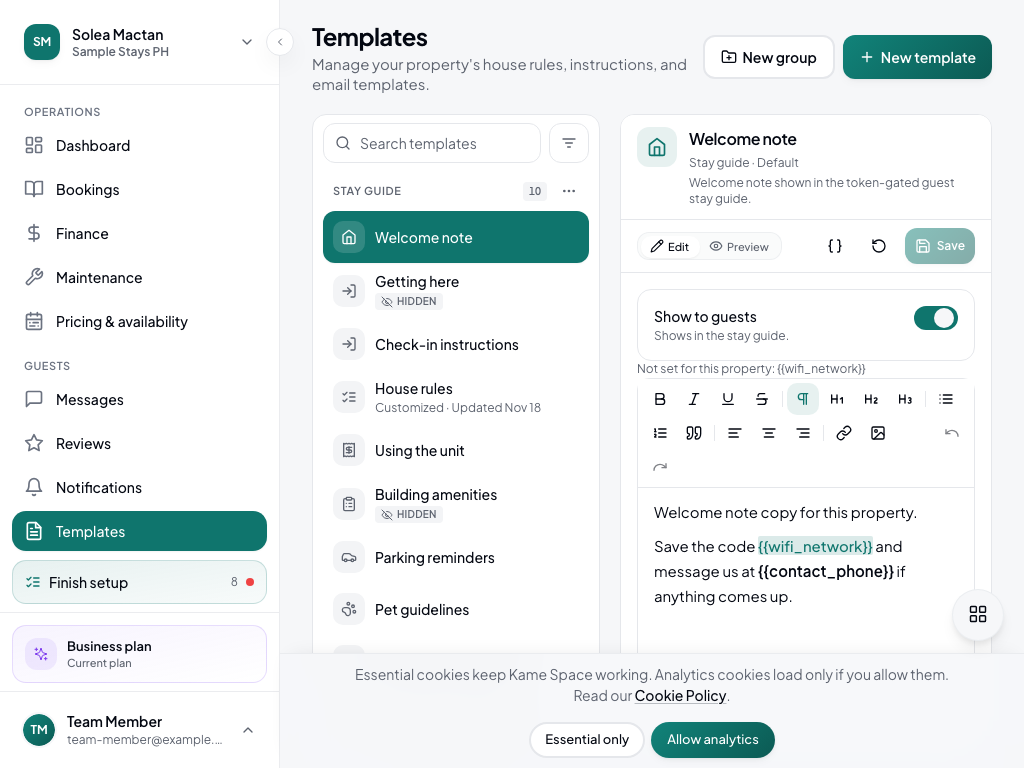 SM
Solea Mactan
Sample Stays PH
OPERATIONS
Dashboard
Bookings
Finance
Maintenance
Pricing & availability
GUESTS
Messages
Reviews
Notifications
Templates
Finish setup
8
Business plan
Current plan
TM
Team Member
team-member@example....
Templates
Manage your property's house rules, instructions, and
email templates.
New group
New template
Search templates
STAY GUIDE
10
Welcome note
Getting here
HIDDEN
Check-in instructions
House rules
Customized · Updated Nov 18
Using the unit
Building amenities
HIDDEN
Parking reminders
Pet guidelines
Welcome note
Stay guide · Default
Welcome note shown in the token-gated guest
stay guide.
Edit
Preview
{ }
Save
Show to guests
Shows in the stay guide.
Not set for this property: {{wifi_network}}
B I U S ¶ H1 H2 H3
Welcome note copy for this property.
Save the code {{wifi_network}} and
message us at {{contact_phone}} if
anything comes up.
Essential cookies keep Kame Space working. Analytics cookies load only if you allow them.
Read our Cookie Policy.
Essential only
Allow analytics